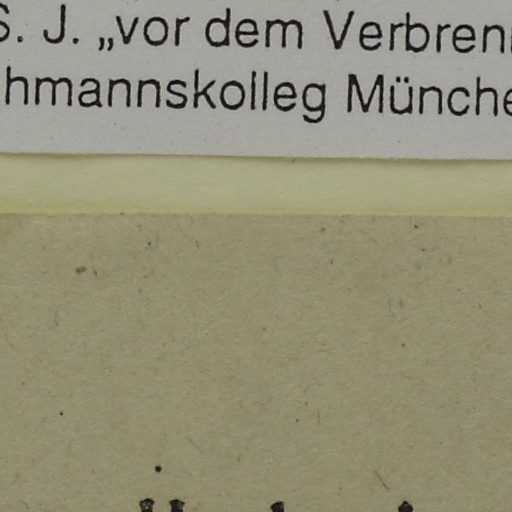 S. J. „vor dem Verbren
hmannskolleg Münche